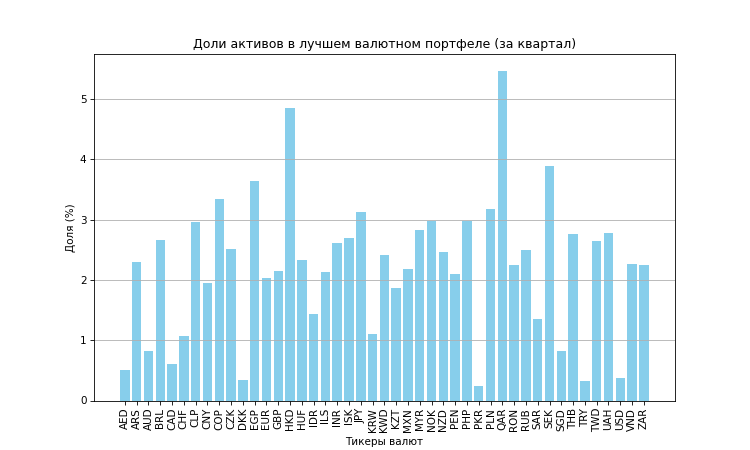 Доли активов в лучшем валютном портфеле (за квартал)
Доля (%)
5
4
3
2
1
0
AED ARS AUD BRL CAD CHF CLP CNY COP CZK DKK EGP EUR GBP HKD HUF IDR ILS INR ISK JPY KRW KWD KZT MXN MYR NOK NZD PEN PHP PKR PLN QAR RON RUB SAR SEK SGD THB TRY TWD UAH USD VND ZAR
Тикеры валют